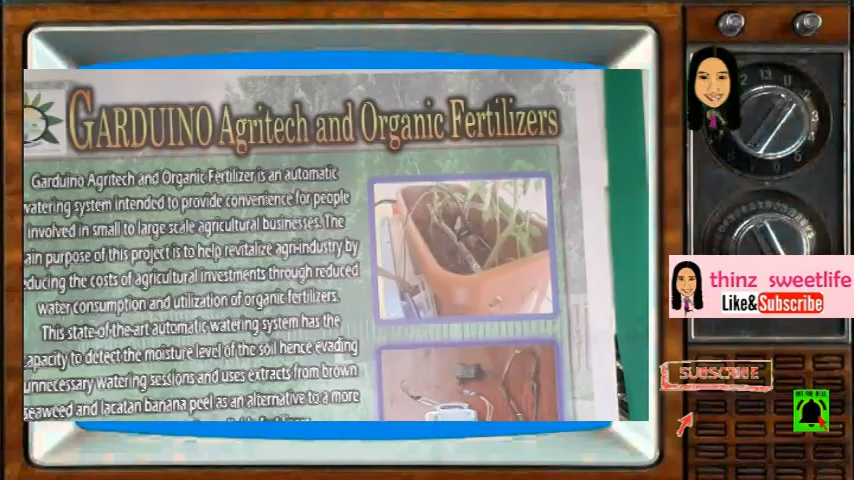 GARDUINO Agritech and Organic Fertilizers
Garduino Agritech and Organic Fertilizer is an automatic
watering system intended to provide convenience for people
involved in small to large scale agricultural businesses. The
purpose of this project is to help revitalize agri-industry by
the costs of agricultural investments through reduced
water consumption and utilization of organic fertilizers.
This state-of-the-art automatic watering system has the
capacity to detect the moisture level of the soil hence evading
unnecessary watering sessions and uses extracts from brown
seaweed and lacatan banana peel as an alternative to a more
thinz sweetlife
Like&Subscribe
SUBSCRIBE
2 13 U